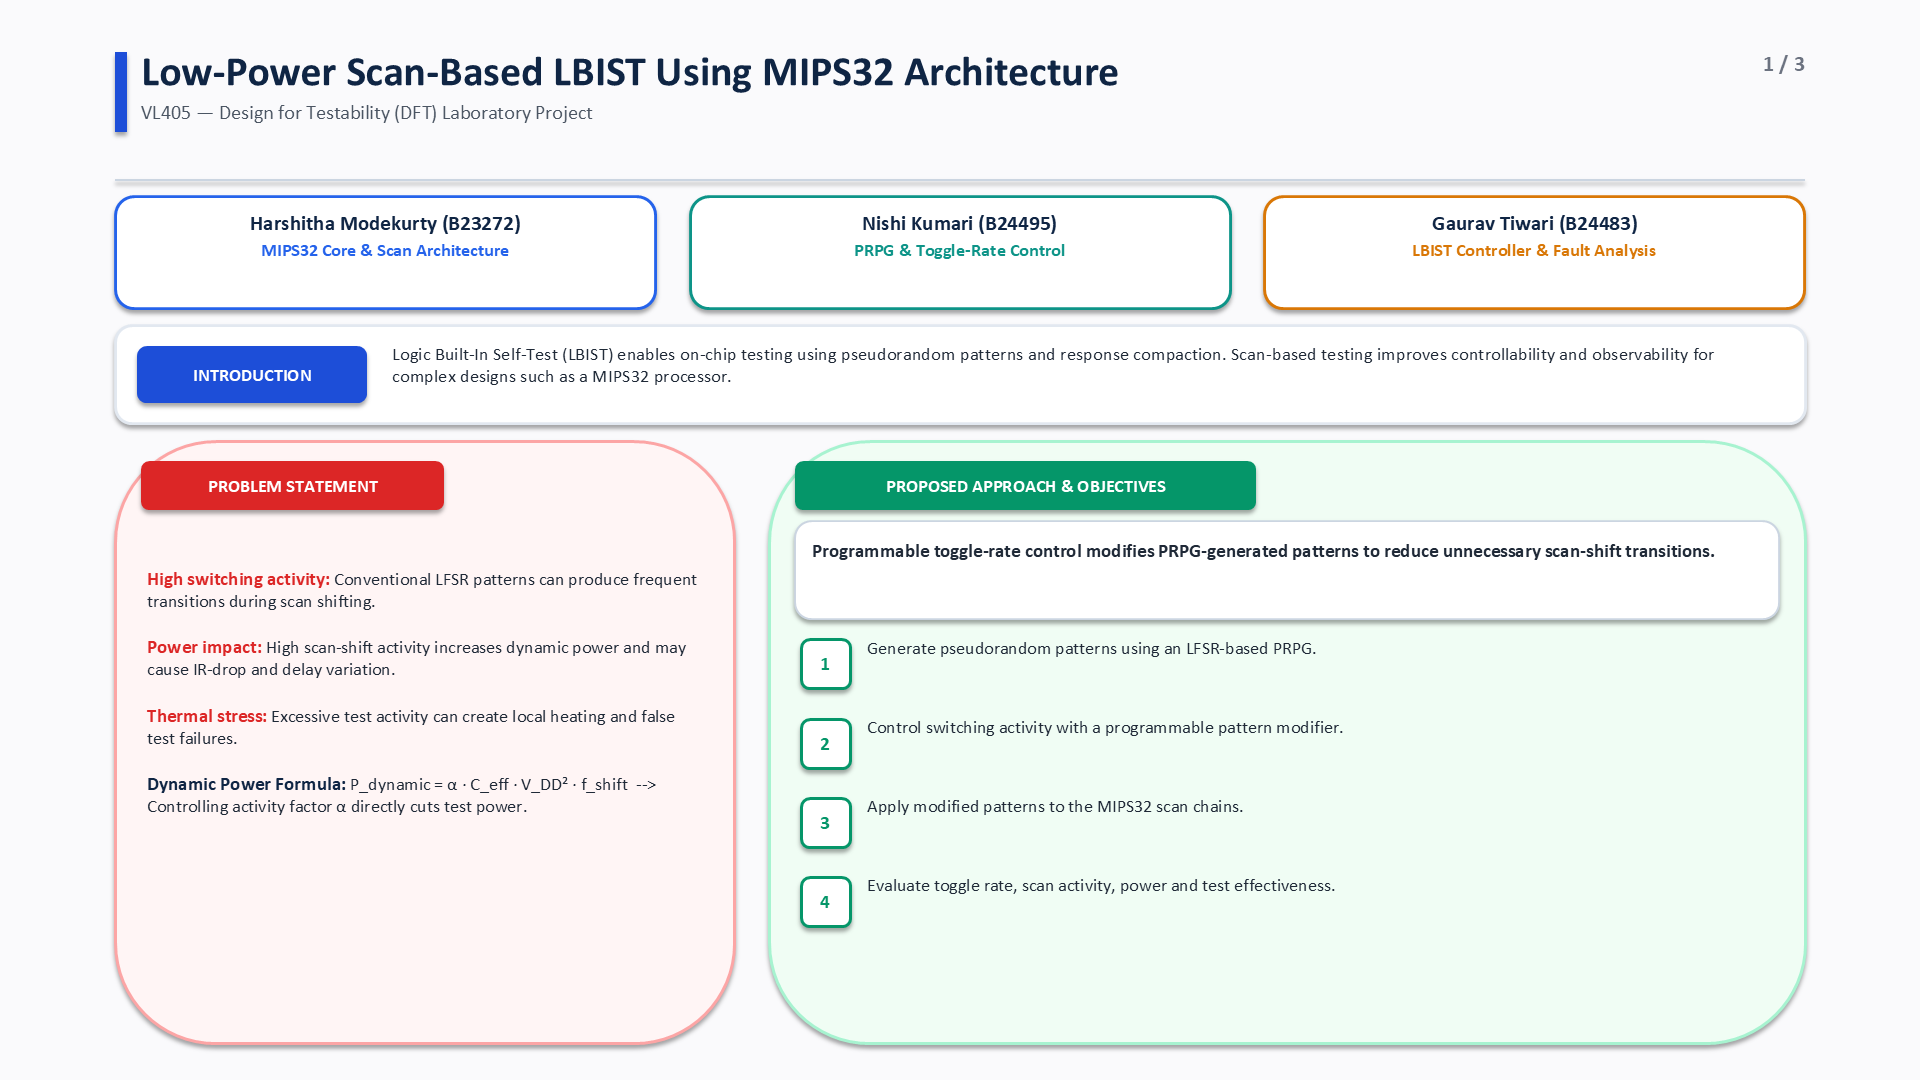 Low-Power Scan-Based LBIST Using MIPS32 Architecture
1 / 3
VL405 — Design for Testability (DFT) Laboratory Project
Harshitha Modekurty (B23272)
MIPS32 Core & Scan Architecture
Nishi Kumari (B24495)
PRPG & Toggle-Rate Control
Gaurav Tiwari (B24483)
LBIST Controller & Fault Analysis
INTRODUCTION
Logic Built-In Self-Test (LBIST) enables on-chip testing using pseudorandom patterns and response compaction. Scan-based testing improves controllability and observability for
complex designs such as a MIPS32 processor.
PROBLEM STATEMENT
High switching activity: Conventional LFSR patterns can produce frequent
transitions during scan shifting.
Power impact: High scan-shift activity increases dynamic power and may
cause IR-drop and delay variation.
Thermal stress: Excessive test activity can create local heating and false
test failures.
Dynamic Power Formula: P_dynamic = α · C_eff · V_DD² · f_shift  -->
Controlling activity factor α directly cuts test power.
PROPOSED APPROACH & OBJECTIVES
Programmable toggle-rate control modifies PRPG-generated patterns to reduce unnecessary scan-shift transitions.
1
Generate pseudorandom patterns using an LFSR-based PRPG.
2
Control switching activity with a programmable pattern modifier.
3
Apply modified patterns to the MIPS32 scan chains.
4
Evaluate toggle rate, scan activity, power and test effectiveness.